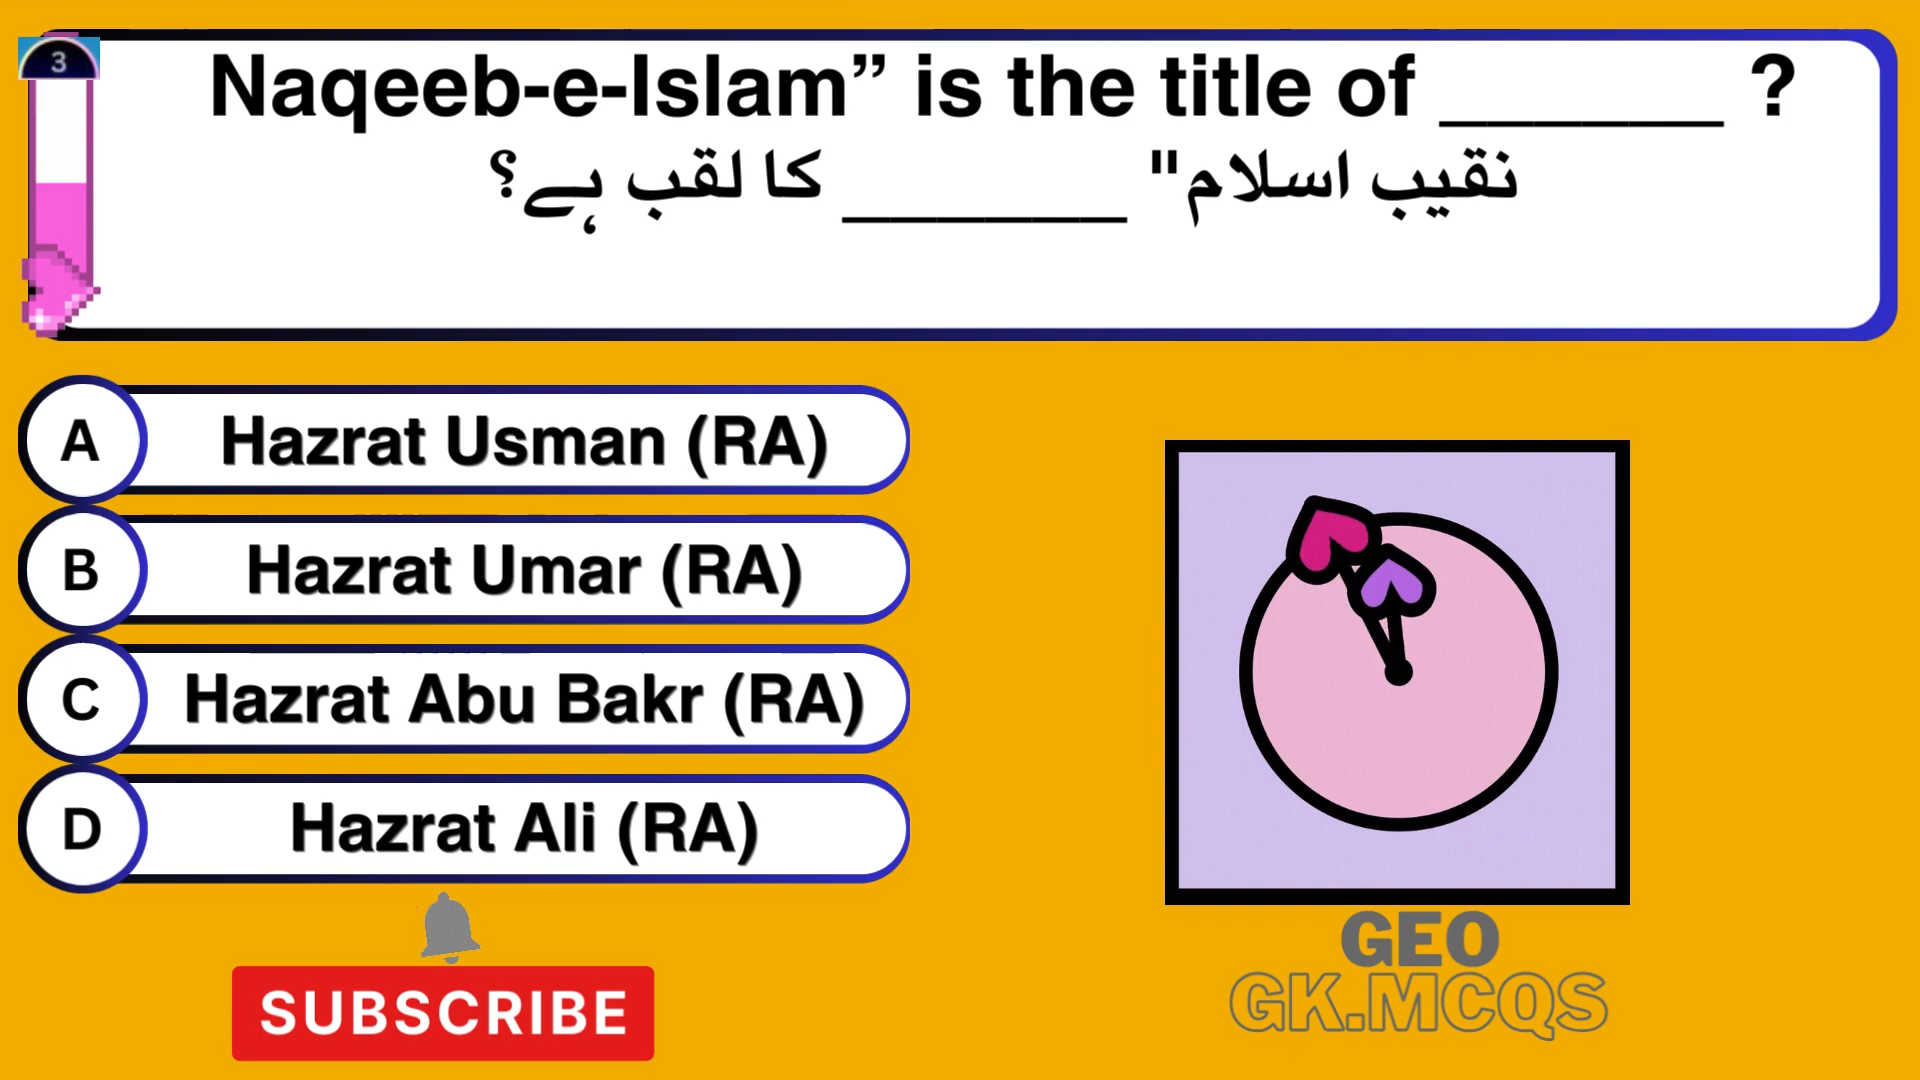 3
Naqeeb-e-Islam” is the title of ______ ?
نقیب اسلام" ______ کا لقب ہے؟
A Hazrat Usman (RA)
B Hazrat Umar (RA)
C Hazrat Abu Bakr (RA)
D Hazrat Ali (RA)
SUBSCRIBE
GEO
GK.MCQS